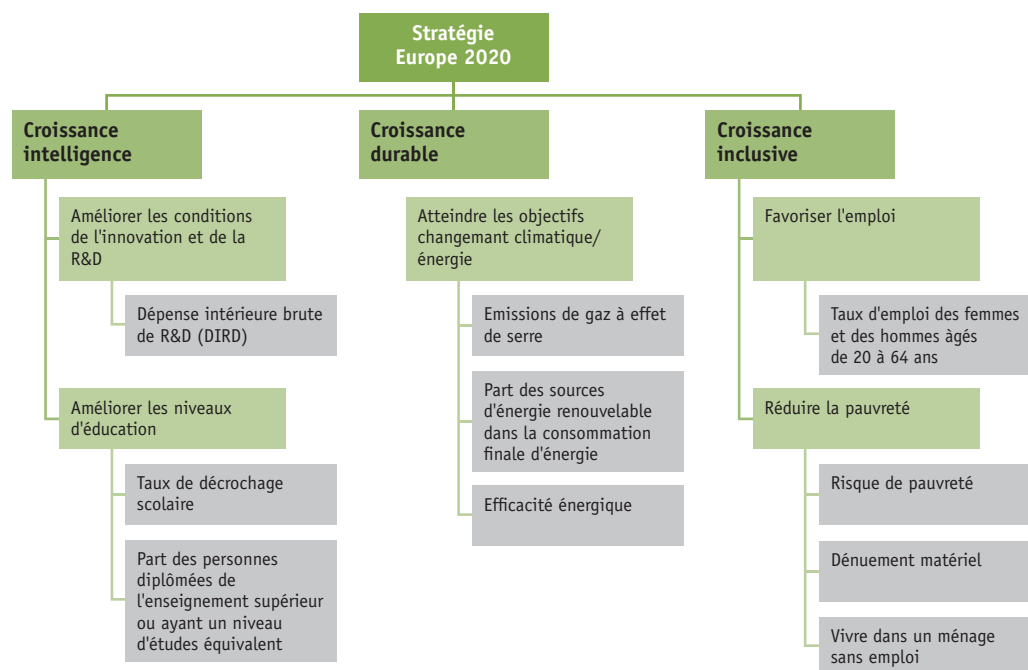 Stratégie
Europe 2020
Croissance
intelligence
Améliorer les conditions
de l'innovation et de la
R&D
Dépense intérieure brute
de R&D (DIRD)
Améliorer les niveaux
d'éducation
Taux de décrochage
scolaire
Part des personnes
diplômées de
l'enseignement supérieur
ou ayant un niveau
d'études équivalent
Croissance
durable
Atteindre les objectifs
changemant climatique/
énergie
Emissions de gaz à effet
de serre
Part des sources
d'énergie renouvelable
dans la consommation
finale d'énergie
Efficacité énergique
Croissance
inclusive
Favoriser l'emploi
Taux d'emploi des femmes
et des hommes àgés
de 20 à 64 ans
Réduire la pauvreté
Risque de pauvreté
Dénuement matériel
Vivre dans un ménage
sans emploi